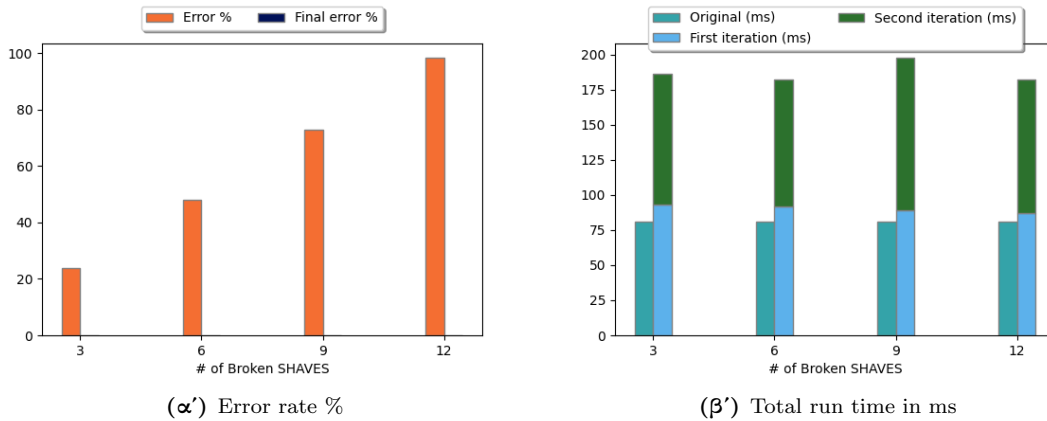 Error %
Final error %
100
80
60
40
20
0
3
6
9
12
# of Broken SHAVES
(α′) Error rate %
Original (ms)
First iteration (ms)
Second iteration (ms)
200
175
150
125
100
75
50
25
0
3
6
9
12
# of Broken SHAVES
(β′) Total run time in ms